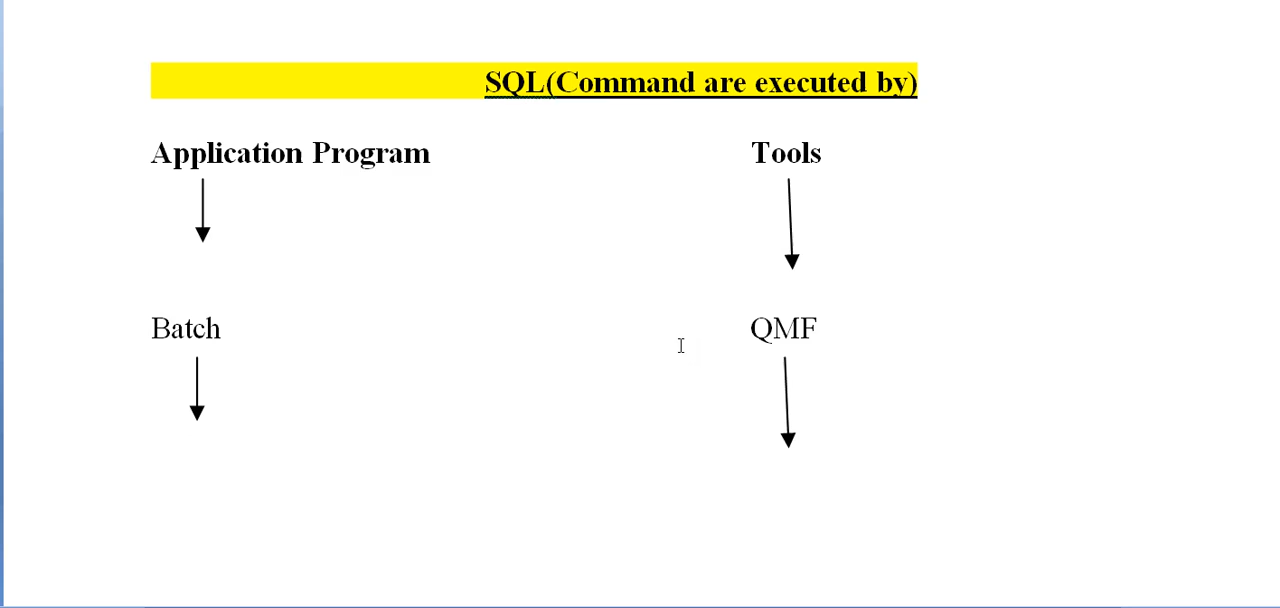 SQL(Command are executed by)
Application Program
Tools
Batch
QMF